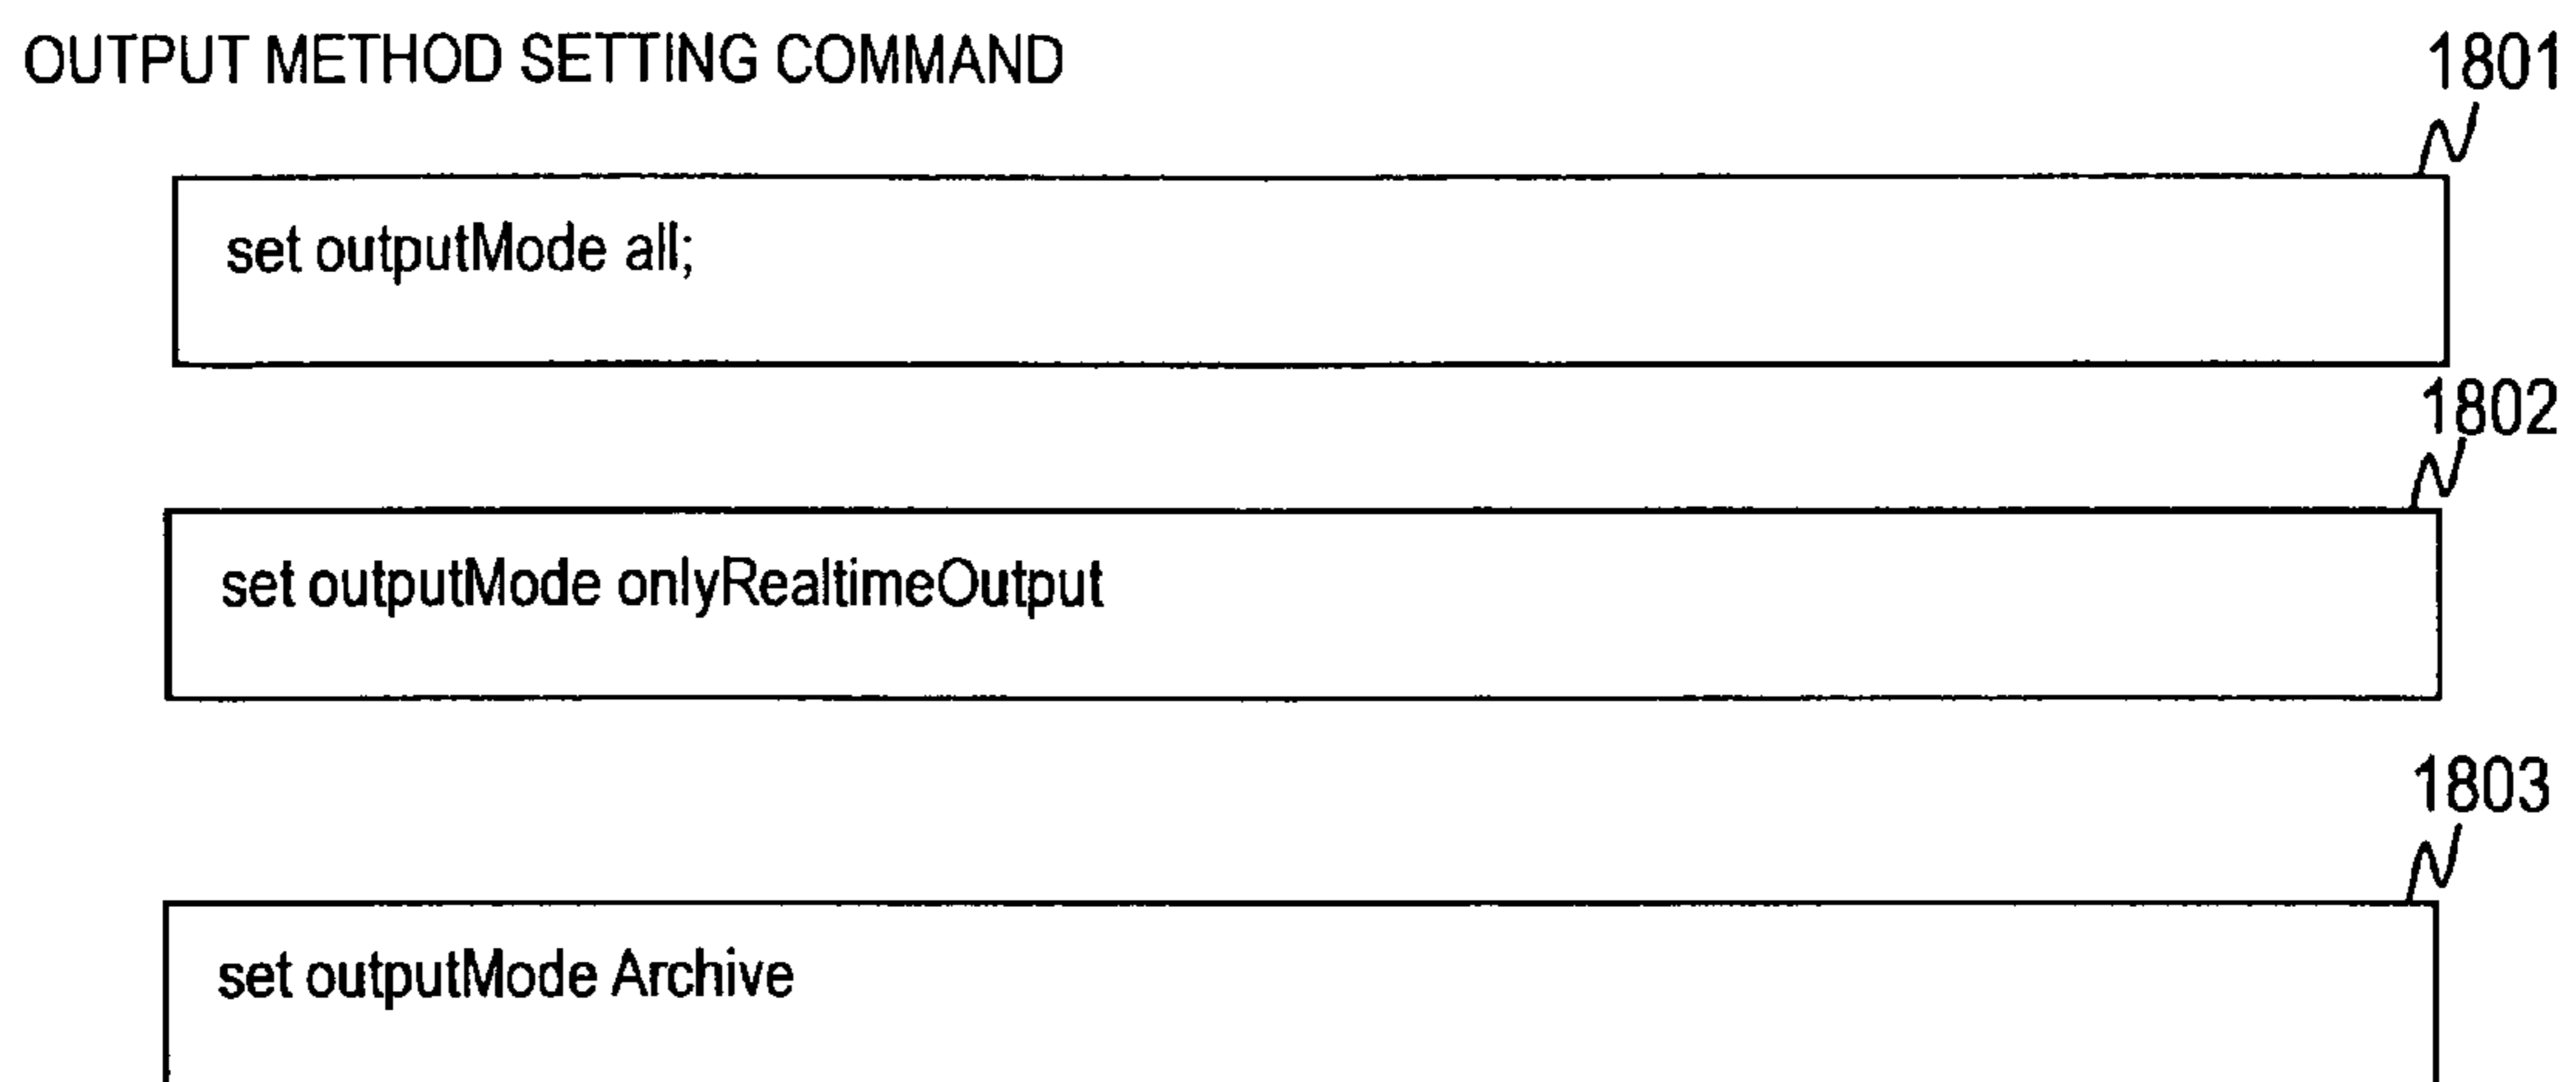 OUTPUT METHOD SETTING COMMAND
1801
set outputMode all;
1802
set outputMode onlyRealtimeOutput
1803
set outputMode Archive